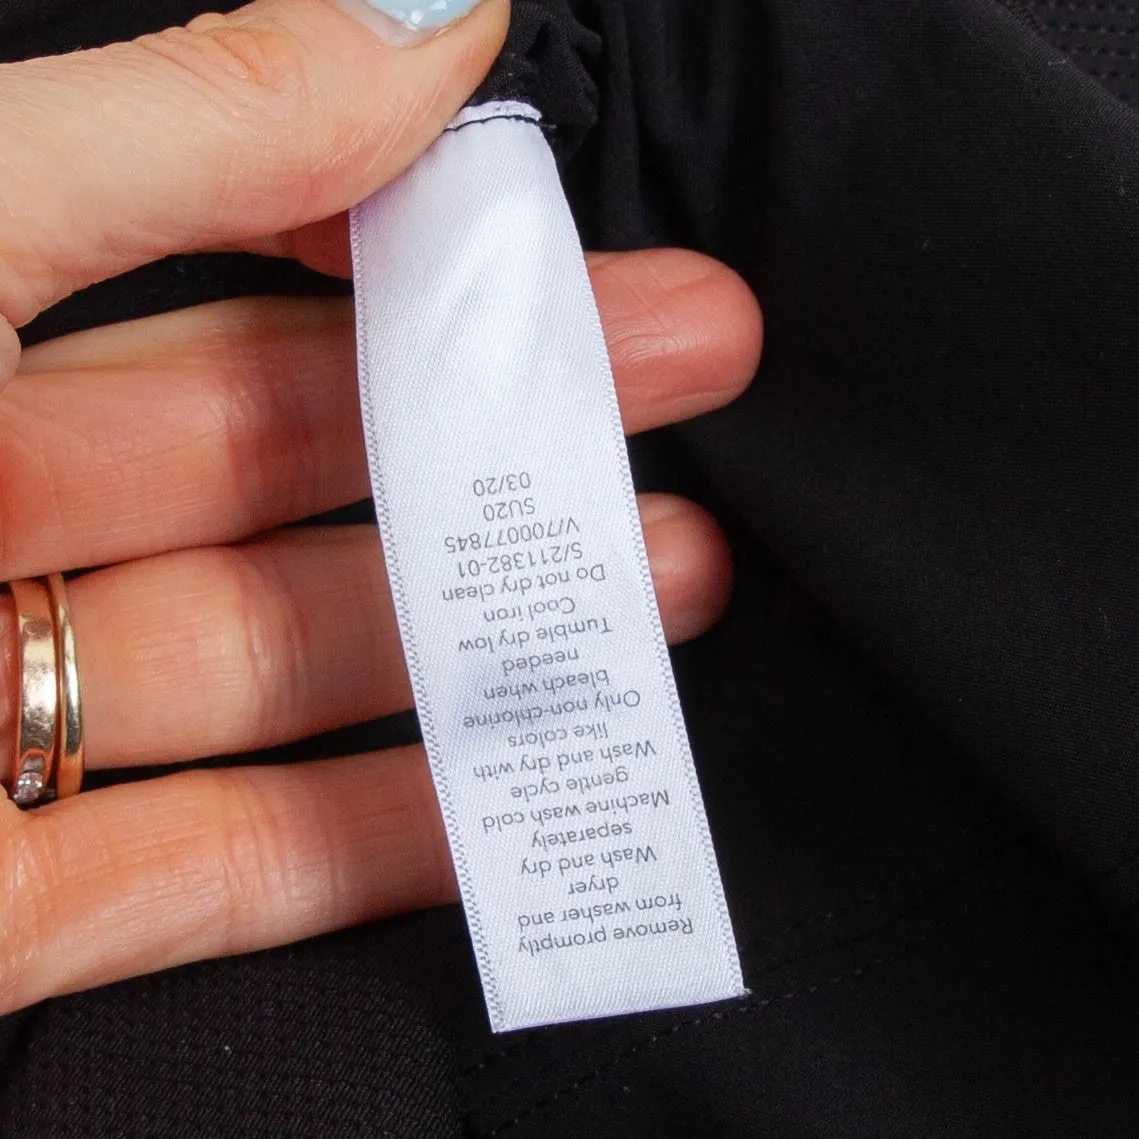 Remove promptly
from washer and
dryer
Wash and dry
separately
Machine wash cold
gentle cycle
Wash and dry with
like colors
Only non-chlorine
bleach when
needed
Tumble dry low
Cool iron
Do not dry clean
S/211382-01
V/700077845
SU20
03/20